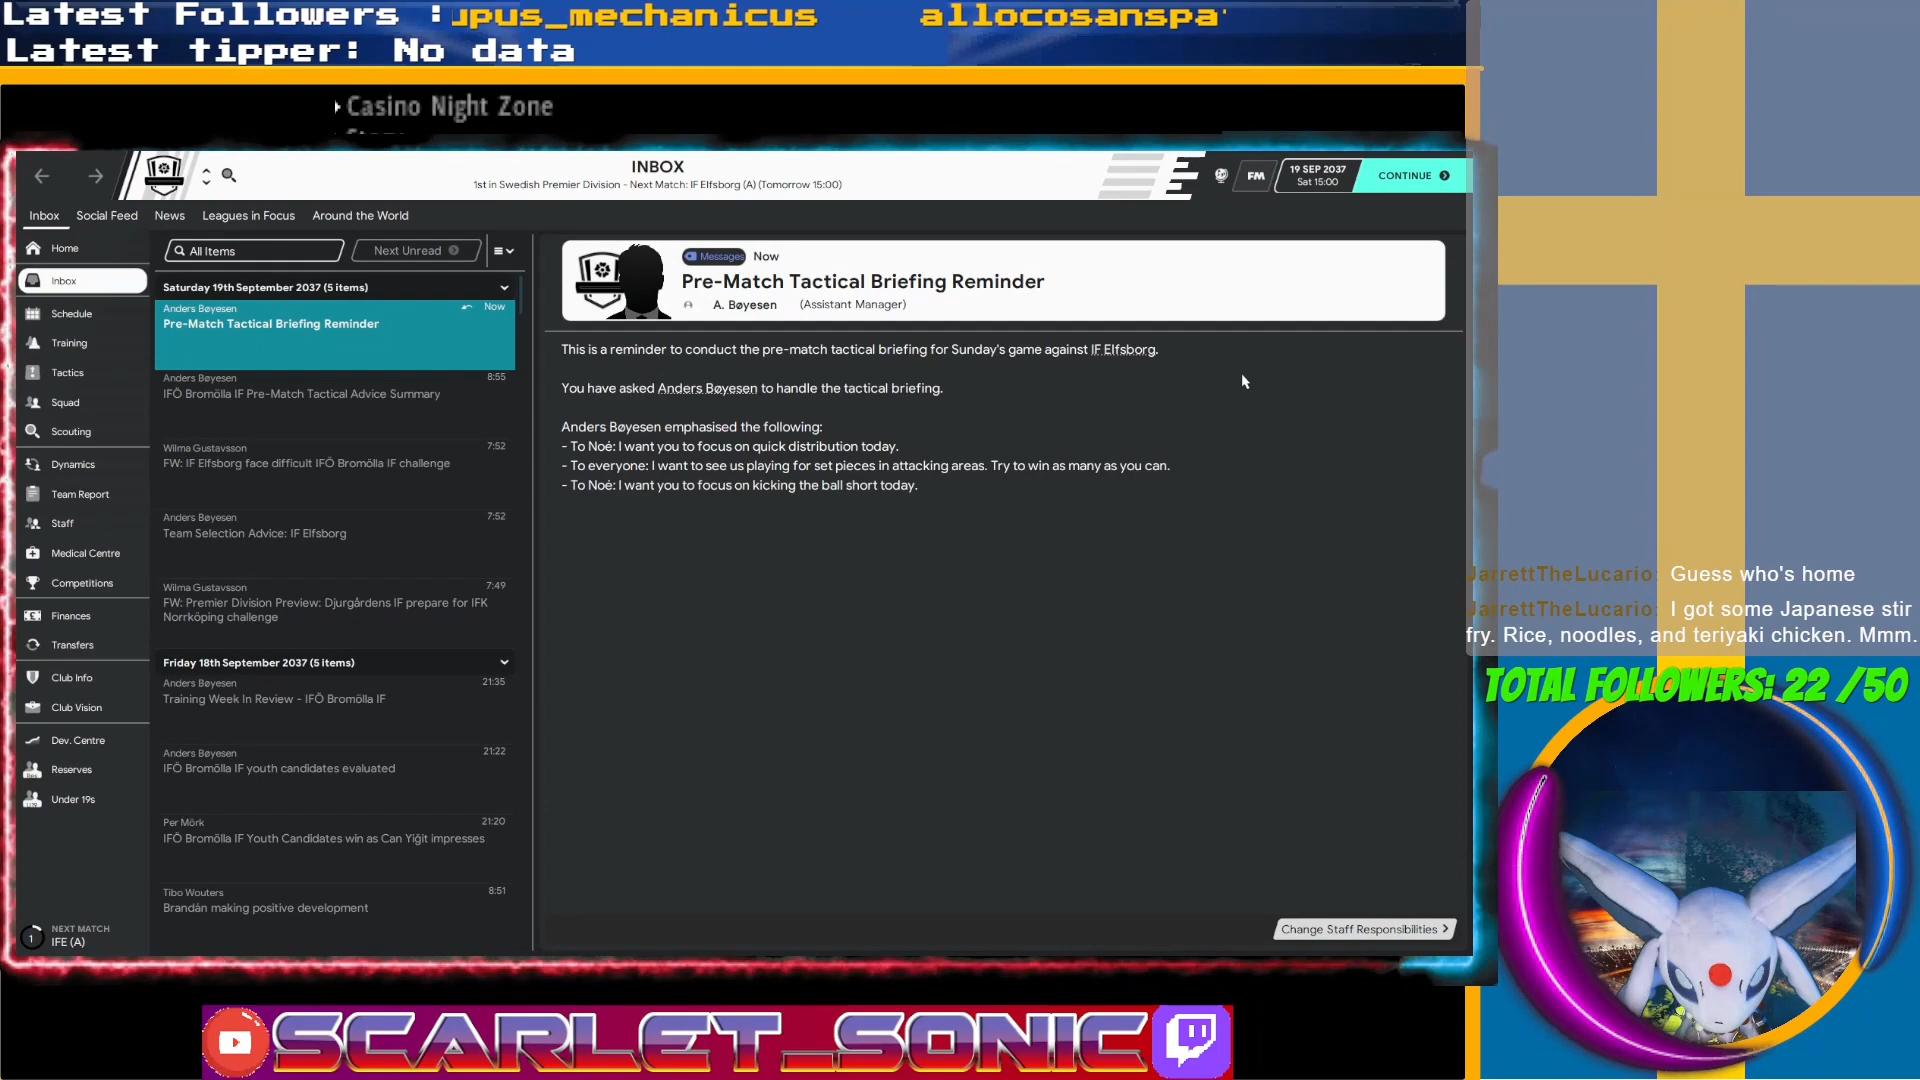 Latest Followers :upus_mechanicus allocosanspa
Latest tipper: No data
Casino Night Zone
INBOX
1st in Swedish Premier Division - Next Match: IF Elfsborg (A) (Tomorrow 15:00)
FM
19 SEP 2037
Sat 15:00
CONTINUE
Inbox Social Feed News Leagues in Focus Around the World
Home
Inbox
Schedule
Training
Tactics
Squad
Scouting
Dynamics
Team Report
Staff
Medical Centre
Competitions
Finances
Transfers
Club Info
Club Vision
Dev. Centre
Reserves
Under 19s
1
NEXT MATCH
IFE (A)
All Items
Next Unread
Saturday 19th September 2037 (5 items)
Anders Bøyesen Now
Pre-Match Tactical Briefing Reminder
Anders Bøyesen 8:55
IFÖ Bromölla IF Pre-Match Tactical Advice Summary
Wilma Gustavsson 7:52
FW: IF Elfsborg face difficult IFÖ Bromölla IF challenge
Anders Bøyesen 7:52
Team Selection Advice: IF Elfsborg
Wilma Gustavsson 7:49
FW: Premier Division Preview: Djurgårdens IF prepare for IFK
Norrköping challenge
Friday 18th September 2037 (5 items)
Anders Bøyesen 21:35
Training Week In Review - IFÖ Bromölla IF
Anders Bøyesen 21:22
IFÖ Bromölla IF youth candidates evaluated
Per Mörk 21:20
IFÖ Bromölla IF Youth Candidates win as Can Yiğit impresses
Tibo Wouters 8:51
Brandán making positive development
Messages Now
Pre-Match Tactical Briefing Reminder
A. Bøyesen (Assistant Manager)
This is a reminder to conduct the pre-match tactical briefing for Sunday's game against IF Elfsborg.
You have asked Anders Bøyesen to handle the tactical briefing.
Anders Bøyesen emphasised the following:
- To Noé: I want you to focus on quick distribution today.
- To everyone: I want to see us playing for set pieces in attacking areas. Try to win as many as you can.
- To Noé: I want you to focus on kicking the ball short today.
Change Staff Responsibilities
JarrettTheLucario: Guess who's home
JarrettTheLucario: I got some Japanese stir
fry. Rice, noodles, and teriyaki chicken. Mmm.
TOTAL FOLLOWERS: 22 /50
SCARLET_SONIC